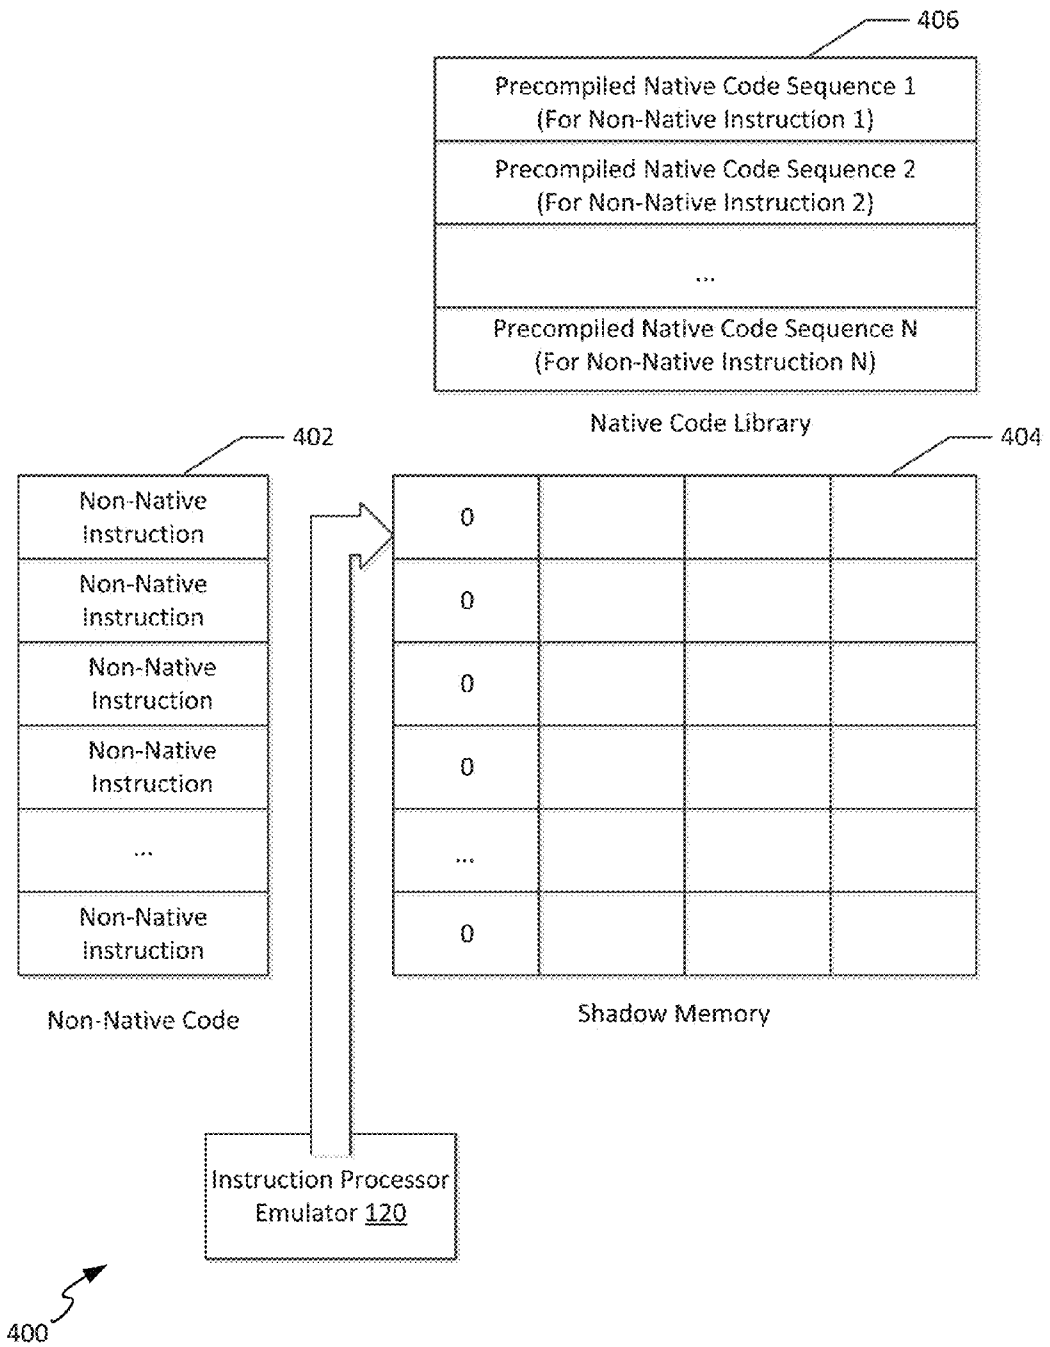 406
Precompiled Native Code Sequence 1
(For Non-Native Instruction 1)
Precompiled Native Code Sequence 2
(For Non-Native Instruction 2)
...
Precompiled Native Code Sequence N
(For Non-Native Instruction N)
Native Code Library
402
Non-Native
Instruction
Non-Native
Instruction
Non-Native
Instruction
Non-Native
Instruction
...
Non-Native
Instruction
Non-Native Code
404
0
0
0
0
...
0
Shadow Memory
Instruction Processor
Emulator 120
400